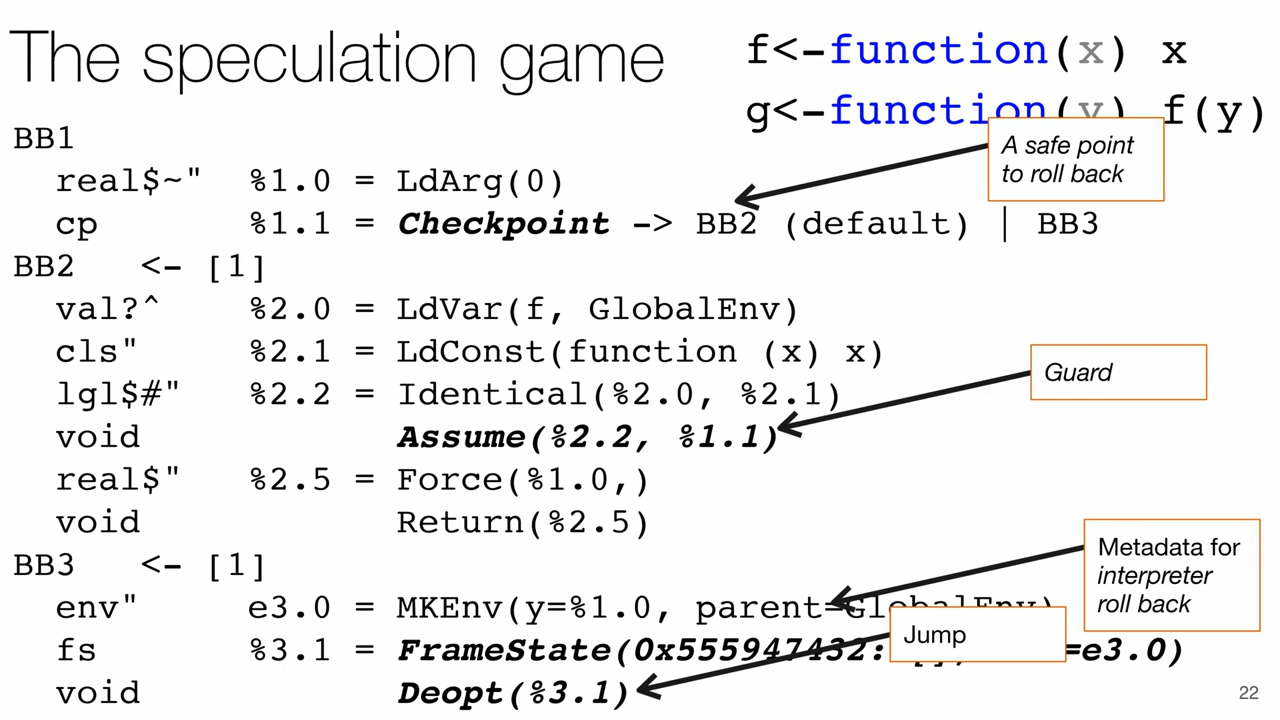 The speculation game
f<-function(x) x
g<-function(y) f(y)
BB1
real$~" %1.0 = LdArg(0)
cp %1.1 = Checkpoint -> BB2 (default) | BB3
BB2 <- [1]
val?^ %2.0 = LdVar(f, GlobalEnv)
cls" %2.1 = LdConst(function (x) x)
lgl$#" %2.2 = Identical(%2.0, %2.1)
void Assume(%2.2, %1.1)
real$" %2.5 = Force(%1.0,)
void Return(%2.5)
BB3 <- [1]
env" e3.0 = MKEnv(y=%1.0, parent=GlobalEnv)
fs %3.1 = FrameState(0x555947432: =e3.0)
void Deopt(%3.1)
A safe point
to roll back
Guard
Metadata for
interpreter
roll back
Jump
22